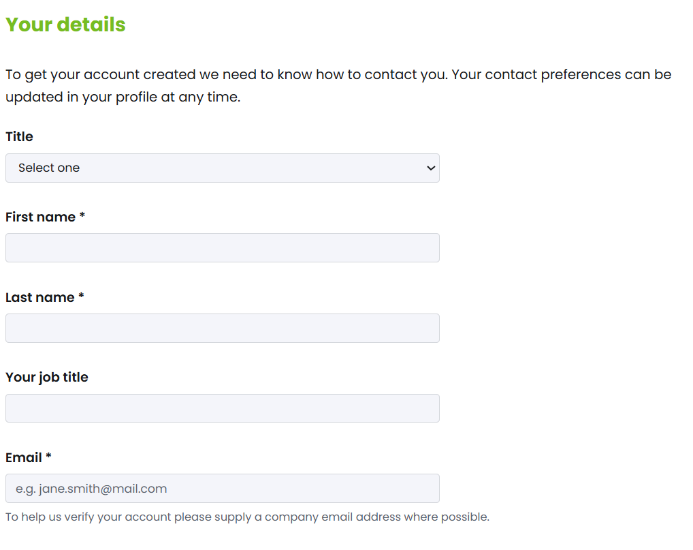 Your details
To get your account created we need to know how to contact you. Your contact preferences can be
updated in your profile at any time.
Title
Select one
First name *
Last name *
Your job title
Email *
e.g. jane.smith@mail.com
To help us verify your account please supply a company email address where possible.